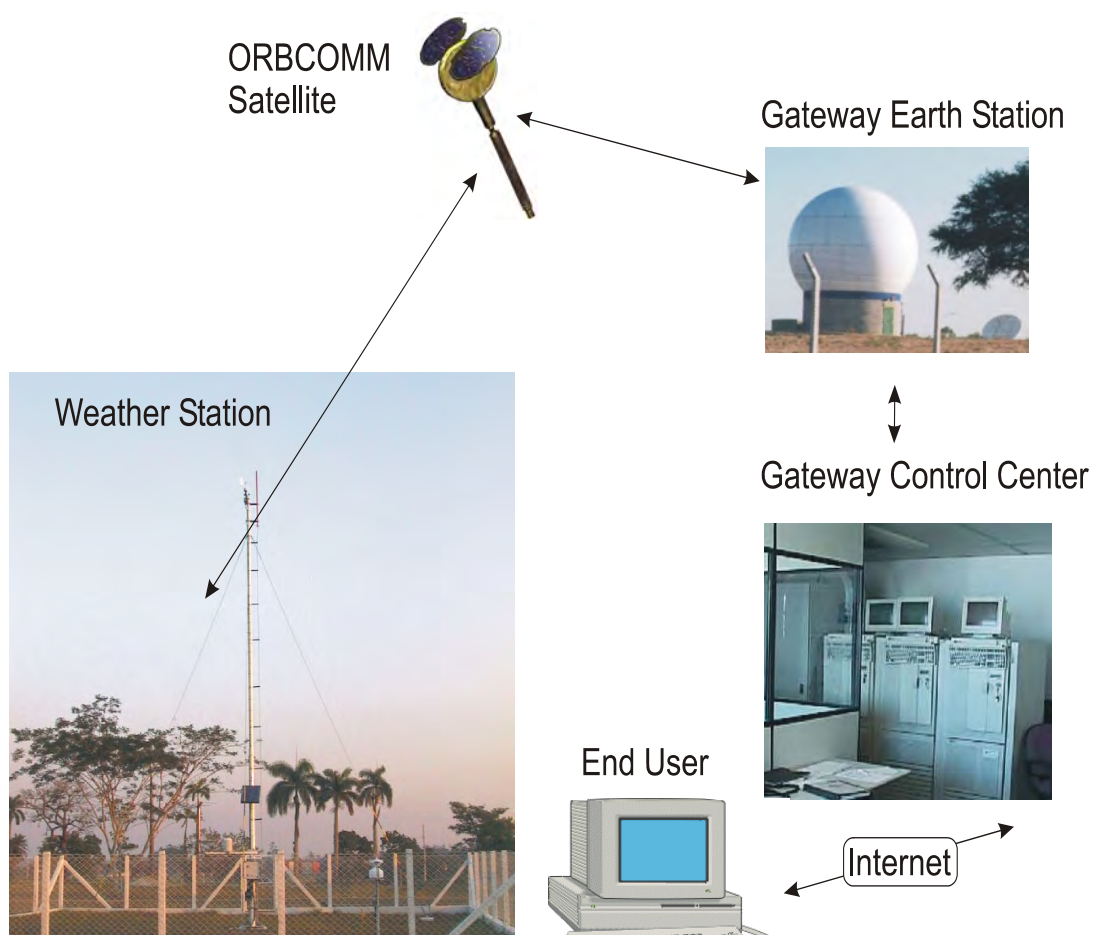 ORBCOMM
Satellite
Gateway Earth Station
Weather Station
Gateway Control Center
End User
Internet